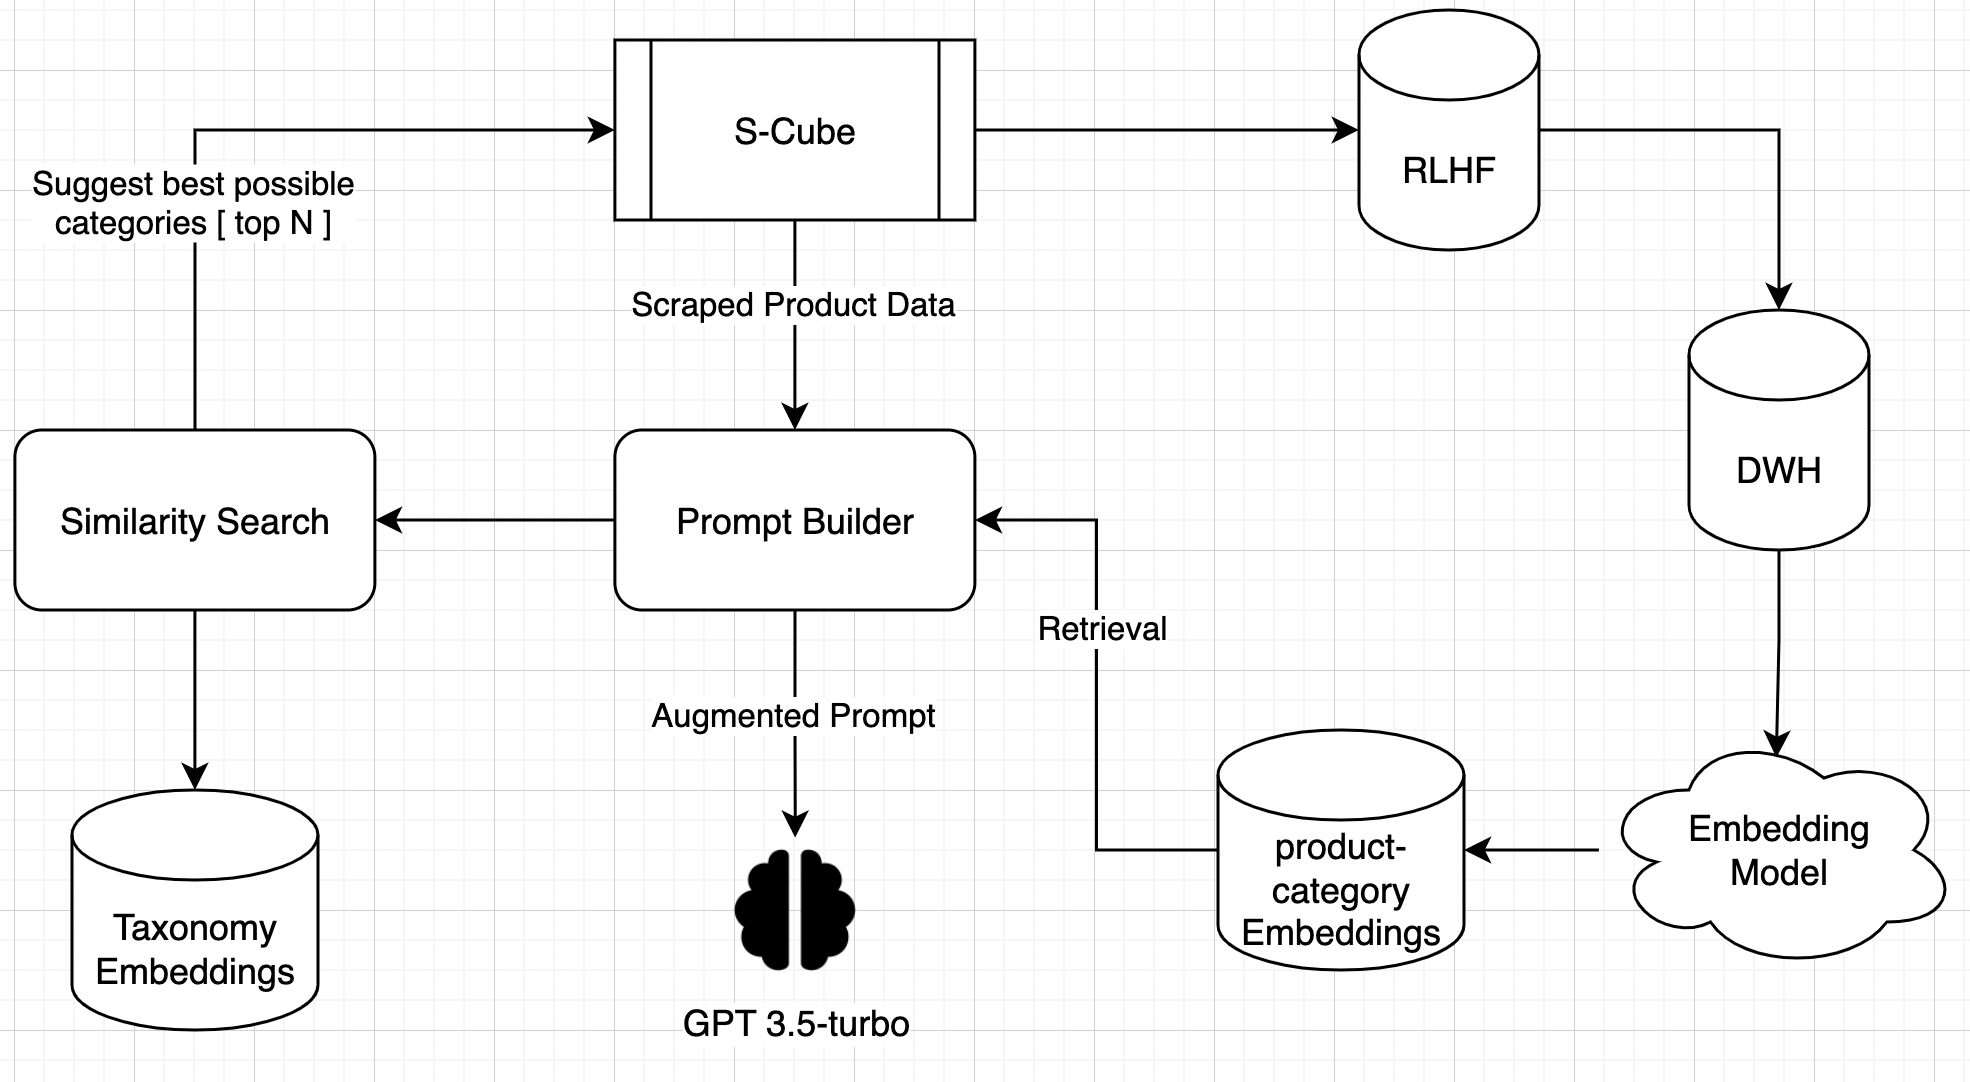 S-Cube
RLHF
Suggest best possible
categories [ top N ]
Scraped Product Data
DWH
Similarity Search
Prompt Builder
Retrieval
Augmented Prompt
product-
category
Embeddings
Embedding
Model
Taxonomy
Embeddings
GPT 3.5-turbo